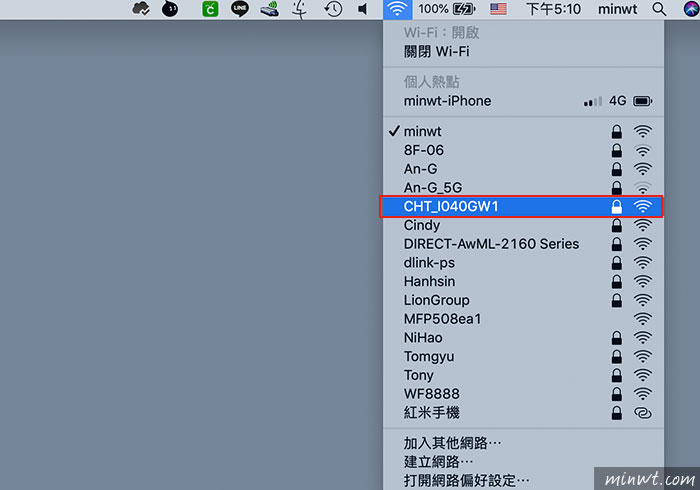 LINE 100% 下午5:10 minwt
Wi-Fi：開啟
關閉 Wi-Fi
個人熱點
minwt-iPhone 4G
minwt
8F-06
An-G
An-G_5G
CHT_I040GW1
Cindy
DIRECT-AwML-2160 Series
dlink-ps
Hanhsin
LionGroup
MFP508ea1
NiHao
Tomgyu
Tony
WF8888
紅米手機
加入其他網路⋯
建立網路⋯
打開網路偏好設定⋯
minwt.com